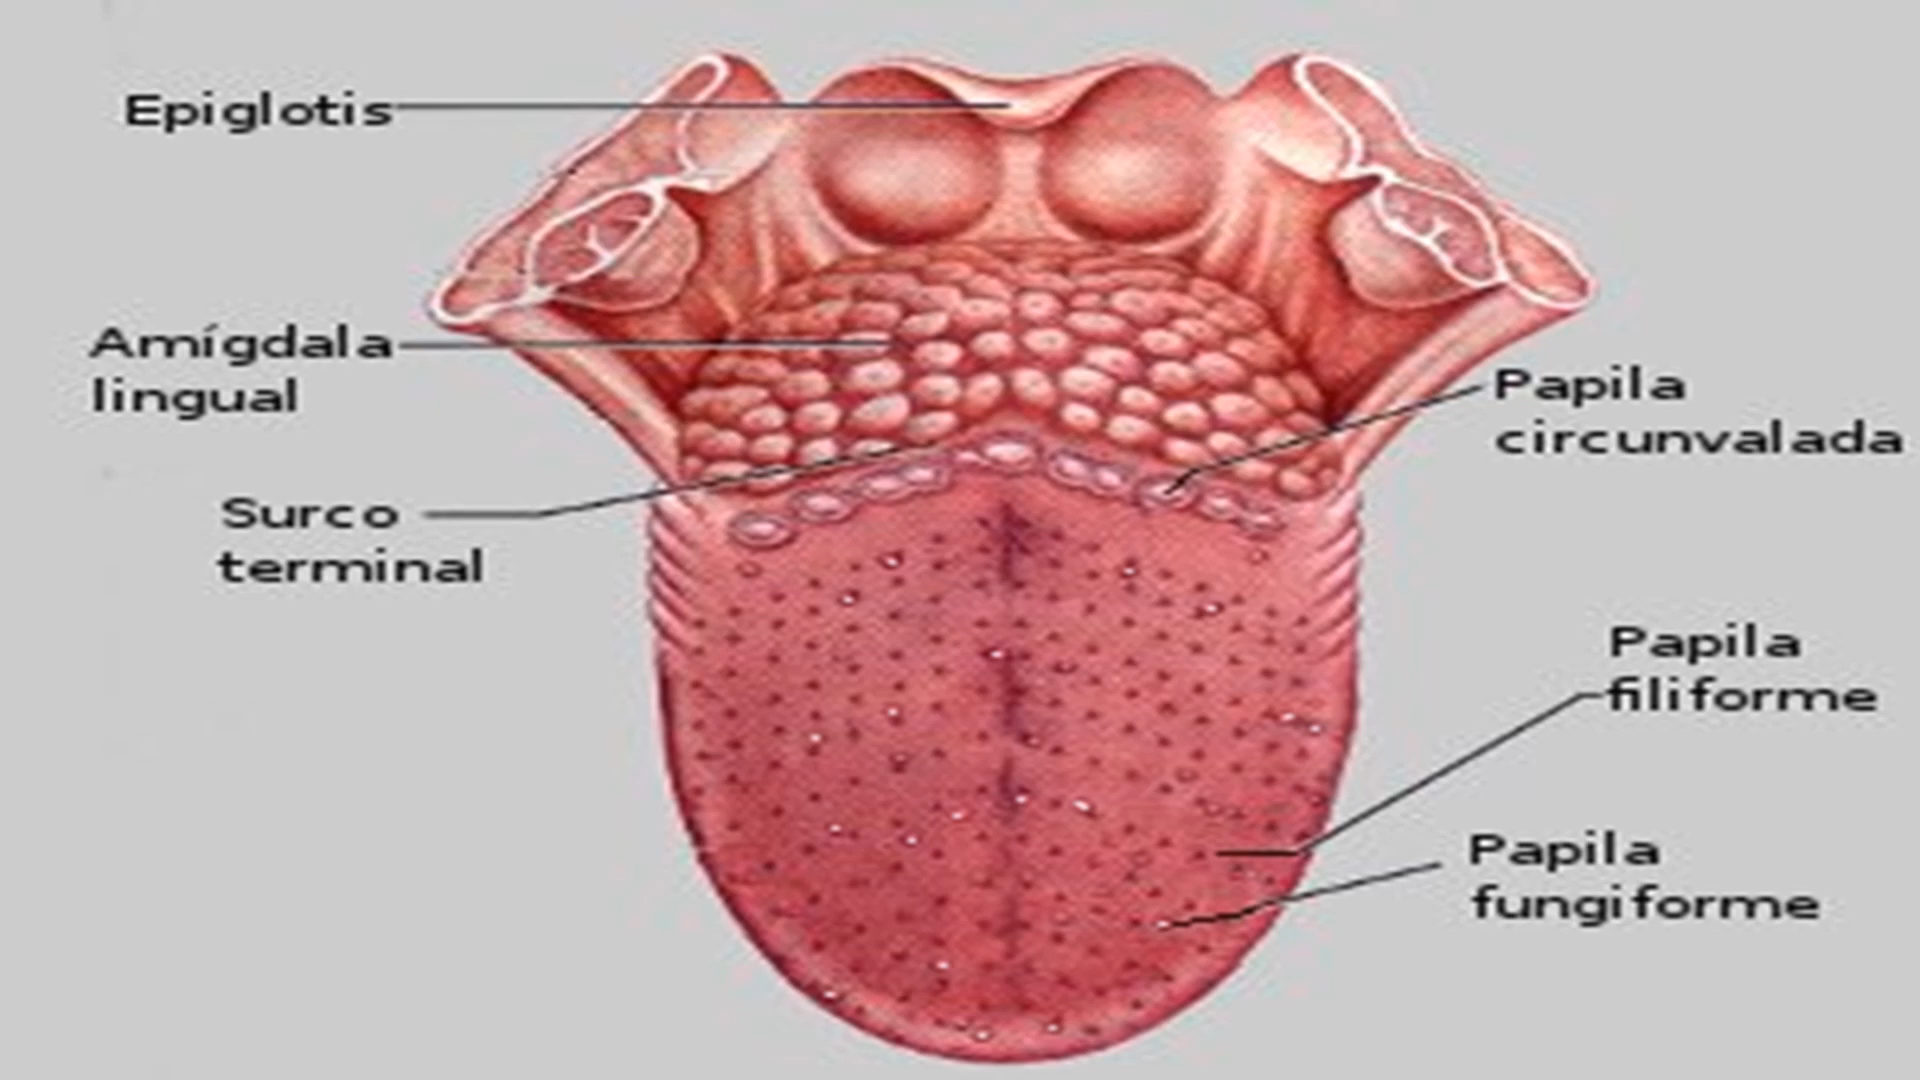 Epiglotis
Amígdala
lingual
Surco
terminal
Papila
circunvalada
Papila
filiforme
Papila
fungiforme